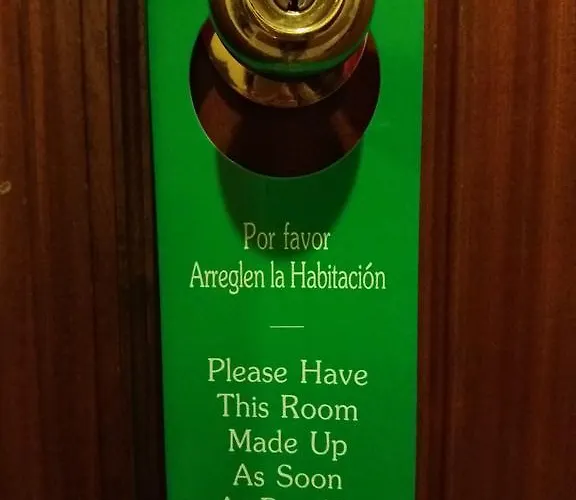 Por favor
Arreglen la Habitación
Please Have
This Room
Made Up
As Soon